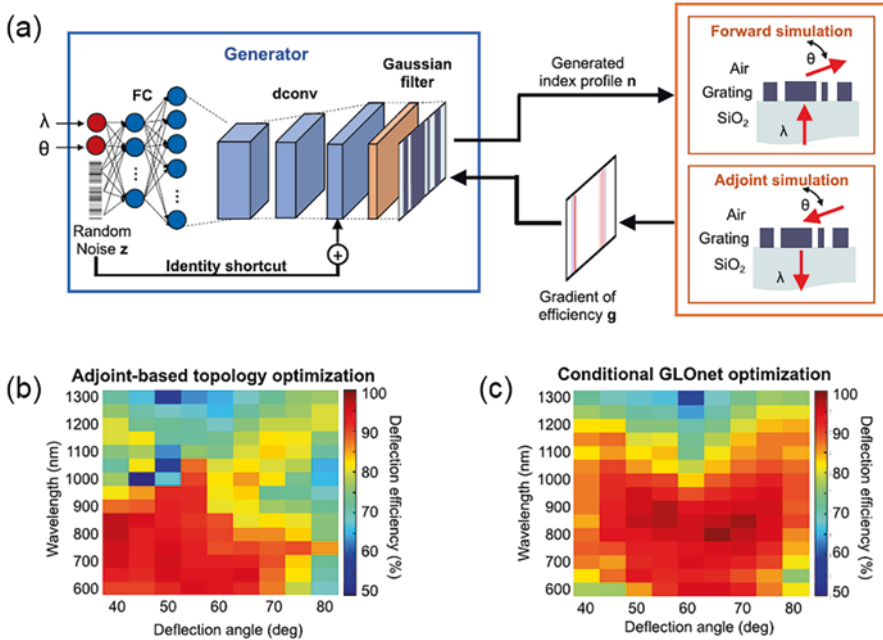 (a)
Generator
FC
dconv
Gaussian
filter
λ
θ
Random
Noise z
Identity shortcut
+
Generated
index profile n
Gradient of
efficiency g
Forward simulation
θ
Air
Grating
SiO2
λ
Adjoint simulation
θ
Air
Grating
SiO2
λ
(b)
Adjoint-based topology optimization
Wavelength (nm)
1300
1200
1100
1000
900
800
700
600
40 50 60 70 80
Deflection angle (deg)
100
90
80
70
60
50
Deflection efficiency (%)
(c)
Conditional GLOnet optimization
Wavelength (nm)
1300
1200
1100
1000
900
800
700
600
40 50 60 70 80
Deflection angle (deg)
100
90
80
70
60
50
Deflection efficiency (%)